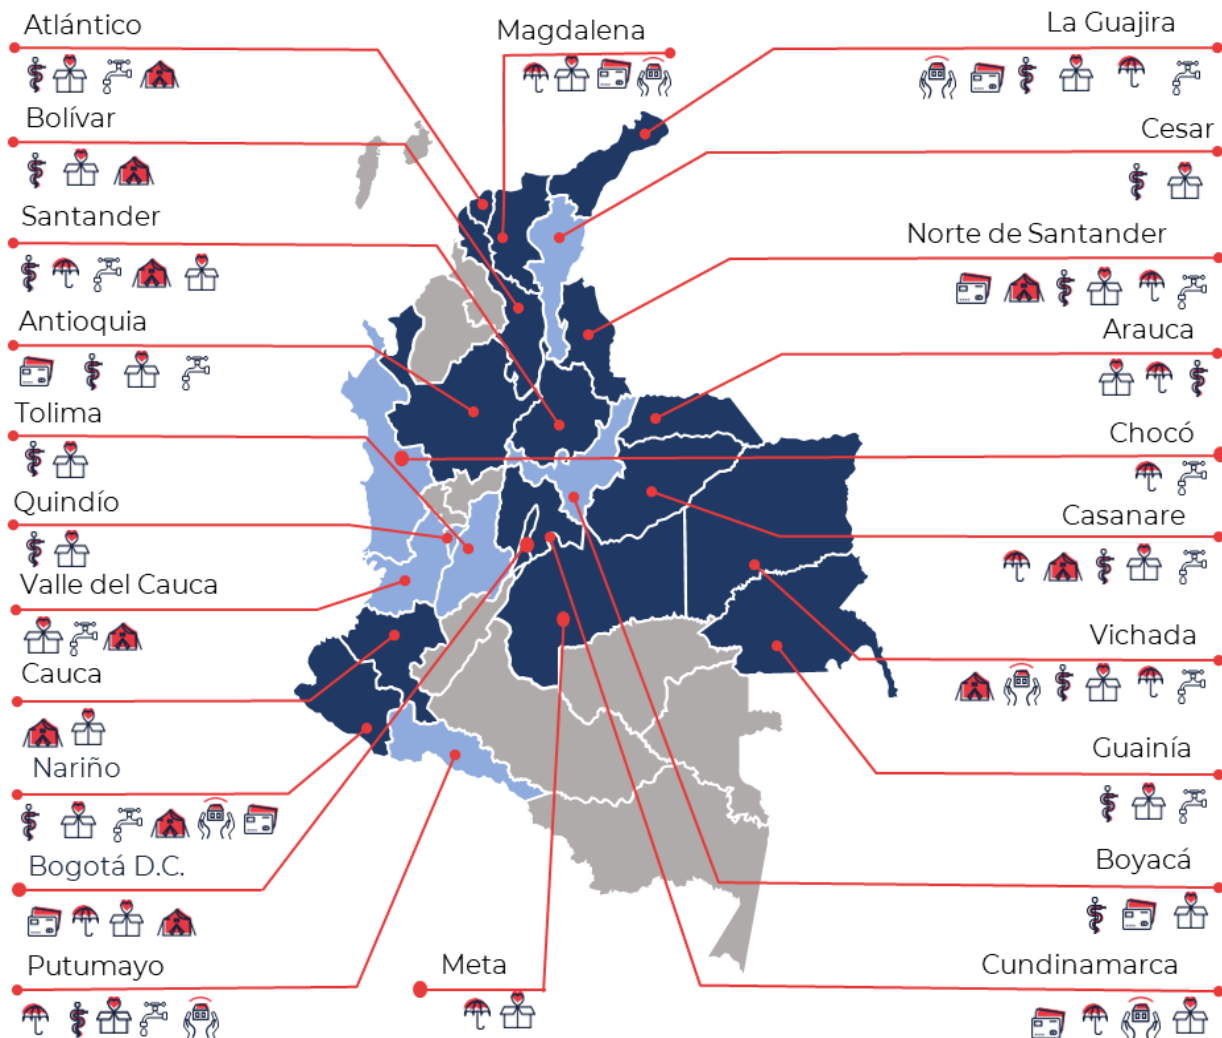 Atlántico
Magdalena
La Guajira
Bolívar
Cesar
Santander
Norte de Santander
Antioquia
Arauca
Tolima
Chocó
Quindío
Casanare
Valle del Cauca
Vichada
Cauca
Guainía
Nariño
Bogotá D.C.
Boyacá
Putumayo
Meta
Cundinamarca